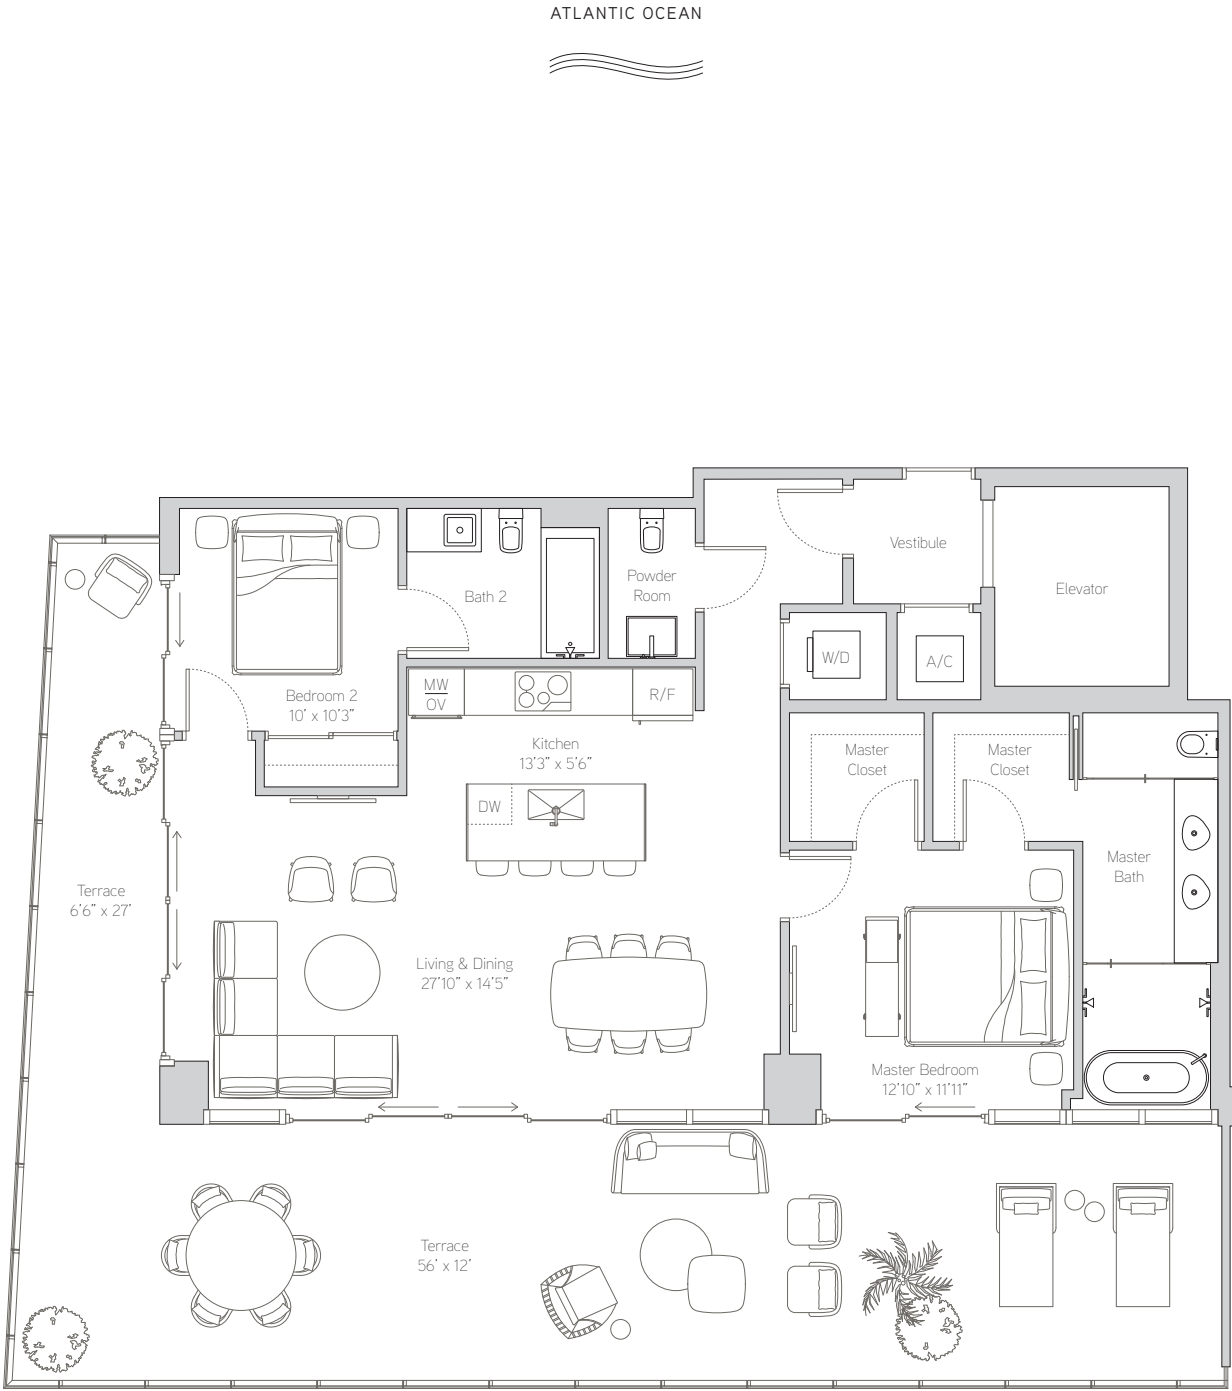 ATLANTIC OCEAN
Vestibule
Elevator
Powder
Room
Bath 2
W/D
A/C
MW
OV
R/F
Bedroom 2
10' x 10'3"
Kitchen
13'3" x 5'6"
Master
Closet
Master
Closet
DW
Master
Bath
Terrace
6'6" x 27'
Living & Dining
27'10" x 14'5"
Master Bedroom
12'10" x 11'11"
Terrace
56' x 12'